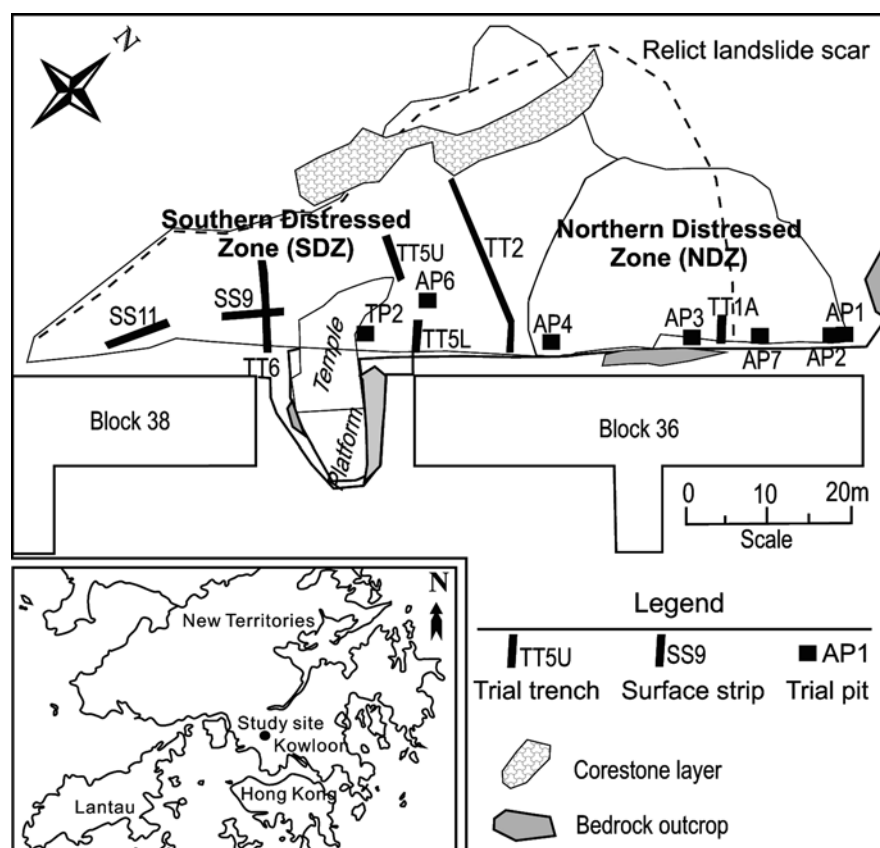 N
Relict landslide scar
Southern Distressed
Zone (SDZ)
Northern Distressed
Zone (NDZ)
TT5U
TT2
AP6
SS9
SS11
TP2
TT5L
AP4
AP3
TT1A
AP1
TT6
AP7
AP2
Temple
Platform
Block 38
Block 36
0 10 20m
Scale
N
New Territories
Study site
Kowloon
Lantau
Hong Kong
Legend
TT5U SS9 AP1
Trial trench Surface strip Trial pit
Corestone layer
Bedrock outcrop